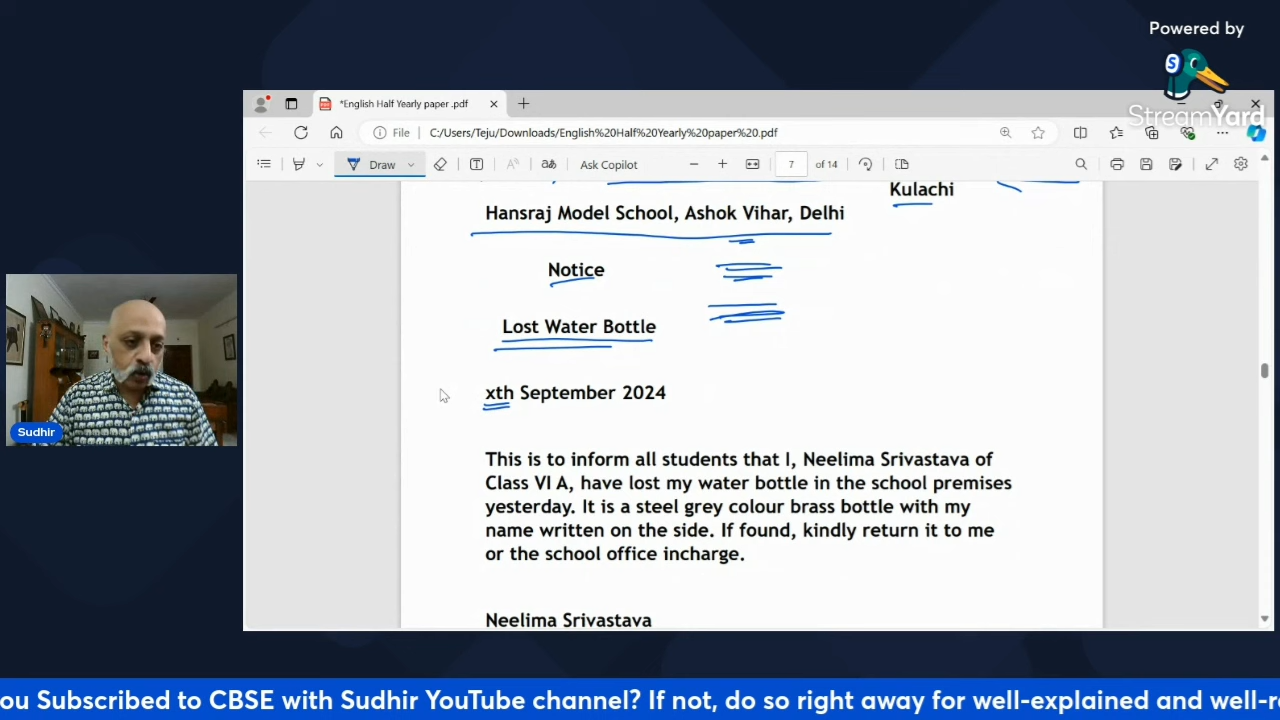 Powered by
S
StreamYard
*English Half Yearly paper .pdf
File
C:/Users/Teju/Downloads/English%20Half%20Yearly%20paper%20.pdf
Draw
Ask Copilot
7
of 14
Kulachi
Hansraj Model School, Ashok Vihar, Delhi
Notice
Lost Water Bottle
xth September 2024
This is to inform all students that I, Neelima Srivastava of
Class VI A, have lost my water bottle in the school premises
yesterday. It is a steel grey colour brass bottle with my
name written on the side. If found, kindly return it to me
or the school office incharge.
Neelima Srivastava
Sudhir
ou Subscribed to CBSE with Sudhir YouTube channel? If not, do so right away for well-explained and well-r